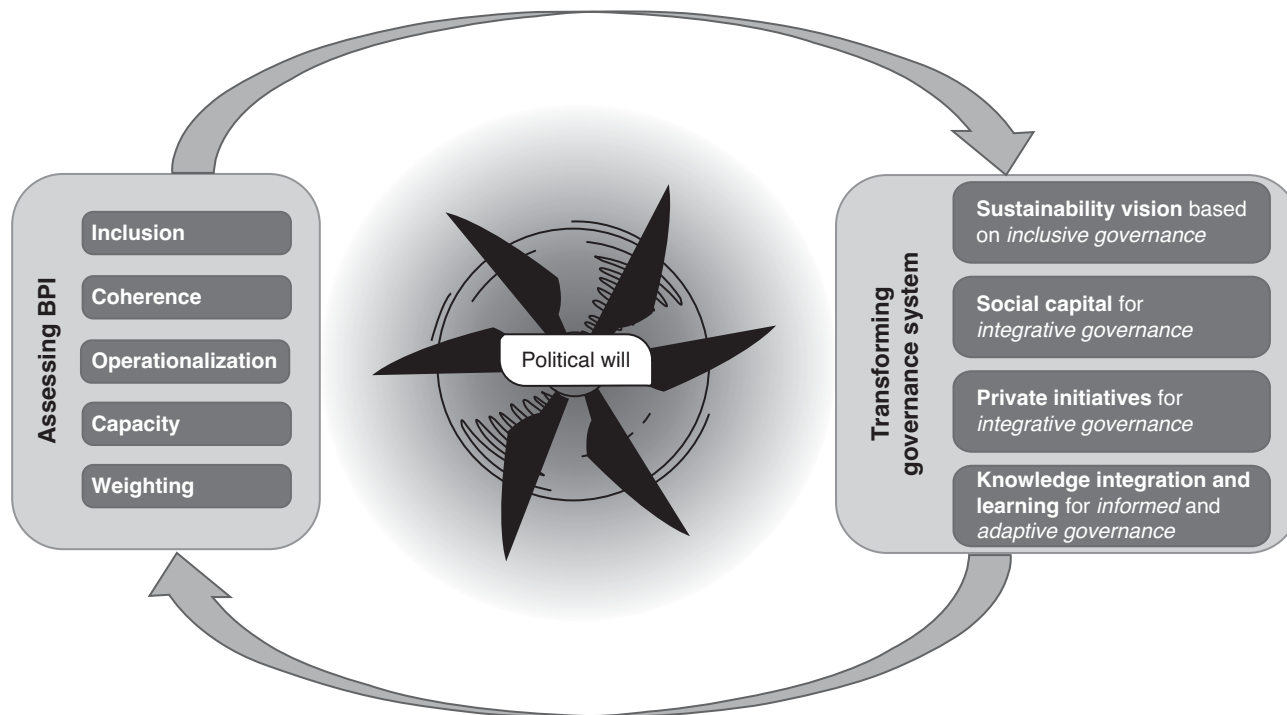 Assessing BPI
Inclusion
Coherence
Operationalization
Capacity
Weighting
Political will
Transforming
governance system
Sustainability vision based
on inclusive governance
Social capital for
integrative governance
Private initiatives for
integrative governance
Knowledge integration and
learning for informed and
adaptive governance